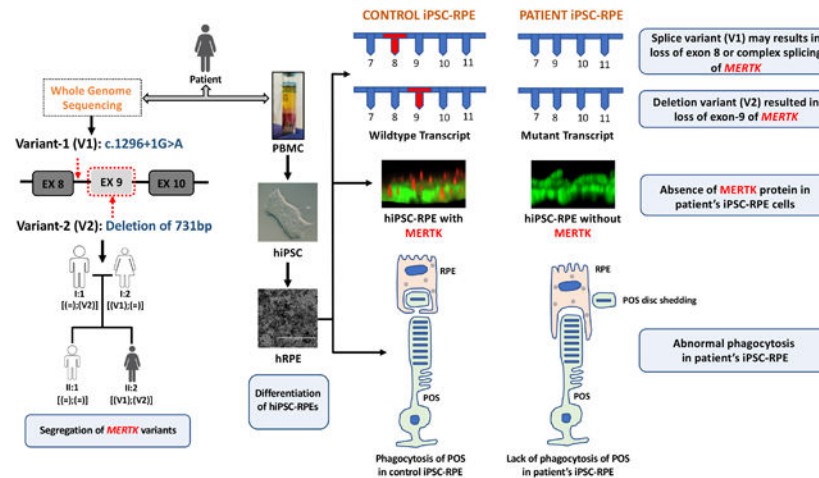 CONTROL iPSC-RPE
PATIENT iPSC-RPE
Patient
Whole Genome
Sequencing
PBMC
Variant-1 (V1): c.1296+1G>A
EX 8
EX 9
EX 10
Variant-2 (V2): Deletion of 731bp
I:1
I:2
[(=);(V2)]
[(V1);(=)]
II:1
II:2
[(=);(=)]
[(V1);(V2)]
Segregation of MERTK variants
hiPSC
hRPE
Differentiation
of hiPSC-RPEs
7 8 9 10 11
7 8 9 10 11
Splice variant (V1) may results in
loss of exon 8 or complex splicing
of MERTK
7 8 9 10 11
7 8 9 10 11
Wildtype Transcript
Mutant Transcript
Deletion variant (V2) resulted in
loss of exon-9 of MERTK
hiPSC-RPE with
MERTK
hiPSC-RPE without
MERTK
Absence of MERTK protein in
patient's iPSC-RPE cells
RPE
POS
Phagocytosis of POS
in control iPSC-RPE
RPE
POS disc shedding
POS
Lack of phagocytosis of POS
in patient's iPSC-RPE
Abnormal phagocytosis
in patient's iPSC-RPE